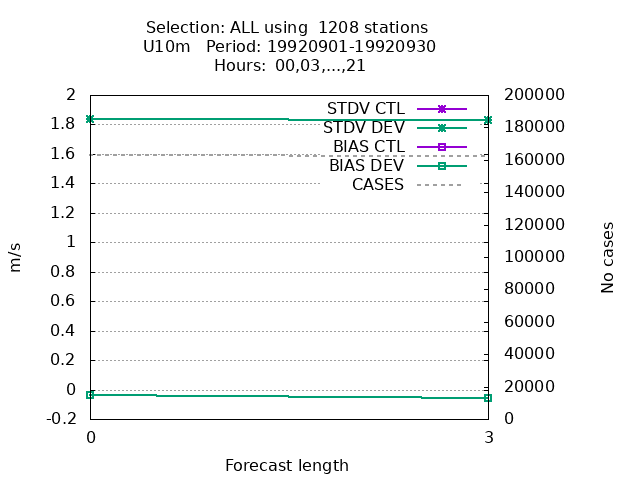 Selection: ALL using  1208 stations
U10m   Period: 19920901-19920930
Hours: 00,03,...,21
2
1.8
1.6
1.4
1.2
1
0.8
0.6
0.4
0.2
0
-0.2
200000
180000
160000
140000
120000
100000
80000
60000
40000
20000
0
STDV CTL
STDV DEV
BIAS CTL
BIAS DEV
CASES
m/s
No cases
0
3
Forecast length